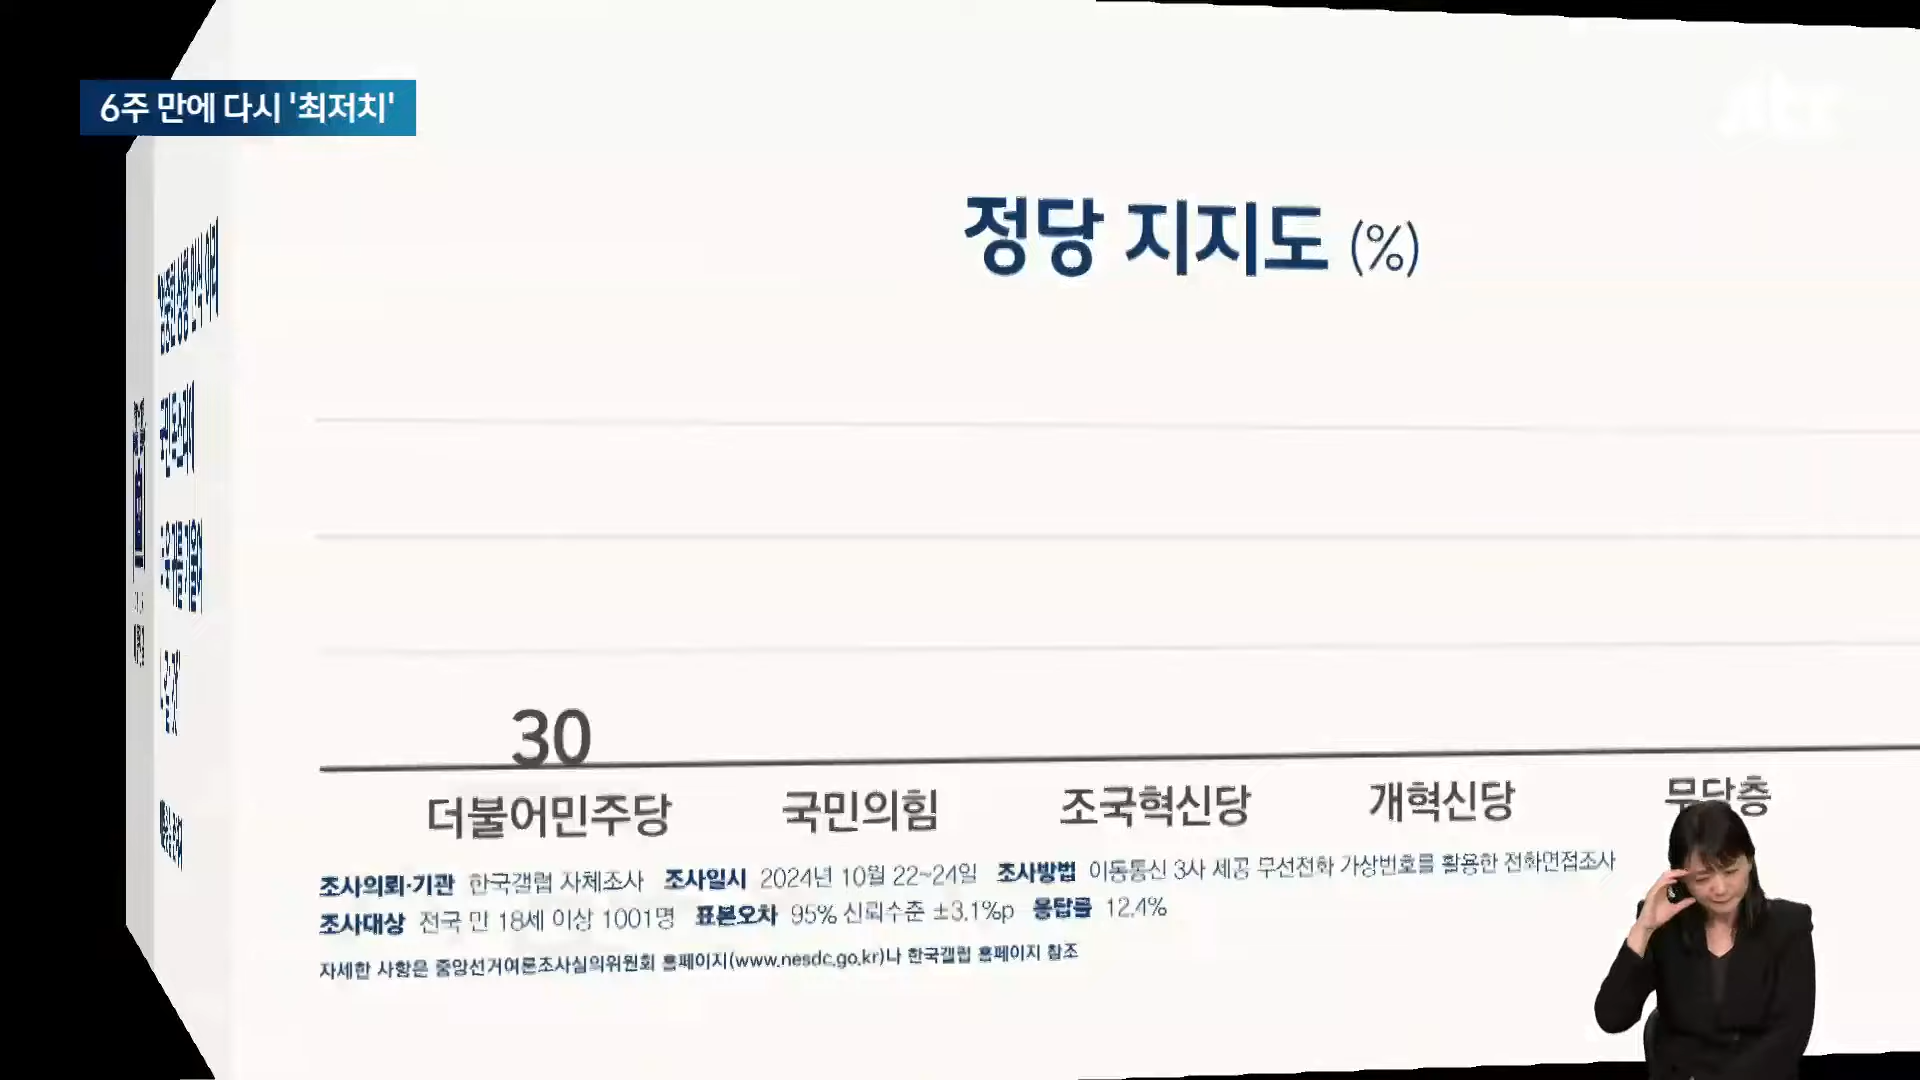 6주 만에 다시 '최저치'
jtbc
정당 지지도 (%)
30
더불어민주당 국민의힘 조국혁신당 개혁신당 무당층
조사의뢰·기관 한국갤럽 자체조사 조사일시 2024년 10월 22~24일 조사방법 이동통신 3사 제공 무선전화 가상번호를 활용한 전화면접조사
조사대상 전국 만 18세 이상 1001명 표본오차 95% 신뢰수준 ±3.1%p 응답률 12.4%
자세한 사항은 중앙선거여론조사심의위원회 홈페이지(www.nesdc.go.kr)나 한국갤럽 홈페이지 참조